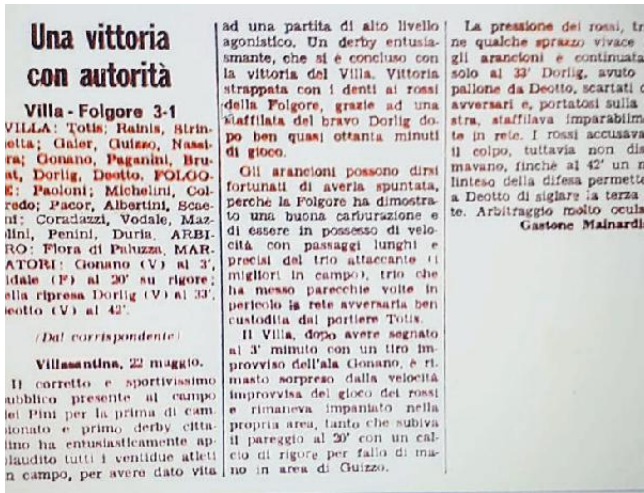 Una vittoria
con autorità
Villa - Folgore 3-1
VILLA: Totis; Rainis, Strin-
etta; Galer, Guizzo, Nassi-
ra; Gonano, Paganini, Bru-
at, Dorlig, Deotto. FOLGO-
E: Paoloni; Michelini, Col-
redo; Pacor, Albertini, Scae-
ni; Coradazzi, Vodale, Maz-
olini, Penini, Duria. ARBI-
RO: Flora di Paluzza. MAR-
ATORI: Gonano (V) al 3',
idale (F) al 20' su rigore;
ella ripresa Dorlig (V) al 33',
eotto (V) al 42'.
(Dal corrispondente)
Villasantina, 22 maggio.
Il corretto e sportivissimo
ubblico presente al campo
ei Pini per la prima di cam-
ionato e primo derby citta-
ino ha entusiasticamente ap-
laudito tutti i ventidue atleti
n campo, per avere dato vita
ad una partita di alto livello
agonistico. Un derby entusia-
smante, che si è concluso con
la vittoria del Villa. Vittoria
strappata con i denti ai rossi
della Folgore, grazie ad una
staffilata del bravo Dorlig do-
po ben quasi ottanta minuti
di gioco.
Gli arancioni possono dirsi
fortunati di averla spuntata,
perchè la Folgore ha dimostra-
to una buona carburazione e
di essere in possesso di velo-
cità con passaggi lunghi e
precisi del trio attaccante (i
migliori in campo), trio che
ha messo parecchie volte in
pericolo la rete avversaria ben
custodita dal portiere Totis.
Il Villa, dopo avere segnato
al 3' minuto con un tiro im-
provviso dell'ala Gonano, è ri-
masto sorpreso dalla velocità
improvvisa del gioco dei rossi
e rimaneva impaniato nella
propria area, tanto che subiva
il pareggio al 20' con un cal-
cio di rigore per fallo di ma-
no in area di Guizzo.
La pressione dei rossi, tr
ne qualche sprazzo vivace
gli arancioni è continuata
solo al 33' Dorlig, avuto
pallone da Deotto, scartati
avversari e, portatosi sulla
stra, staffilava imparabilm
te in rete. I rossi accusava
il colpo, tuttavia non dis
mavano, finchè al 42' un
linteso della difesa permette
a Deotto di siglare la terza
te. Arbitraggio molto ocula
Gastone Mainardi